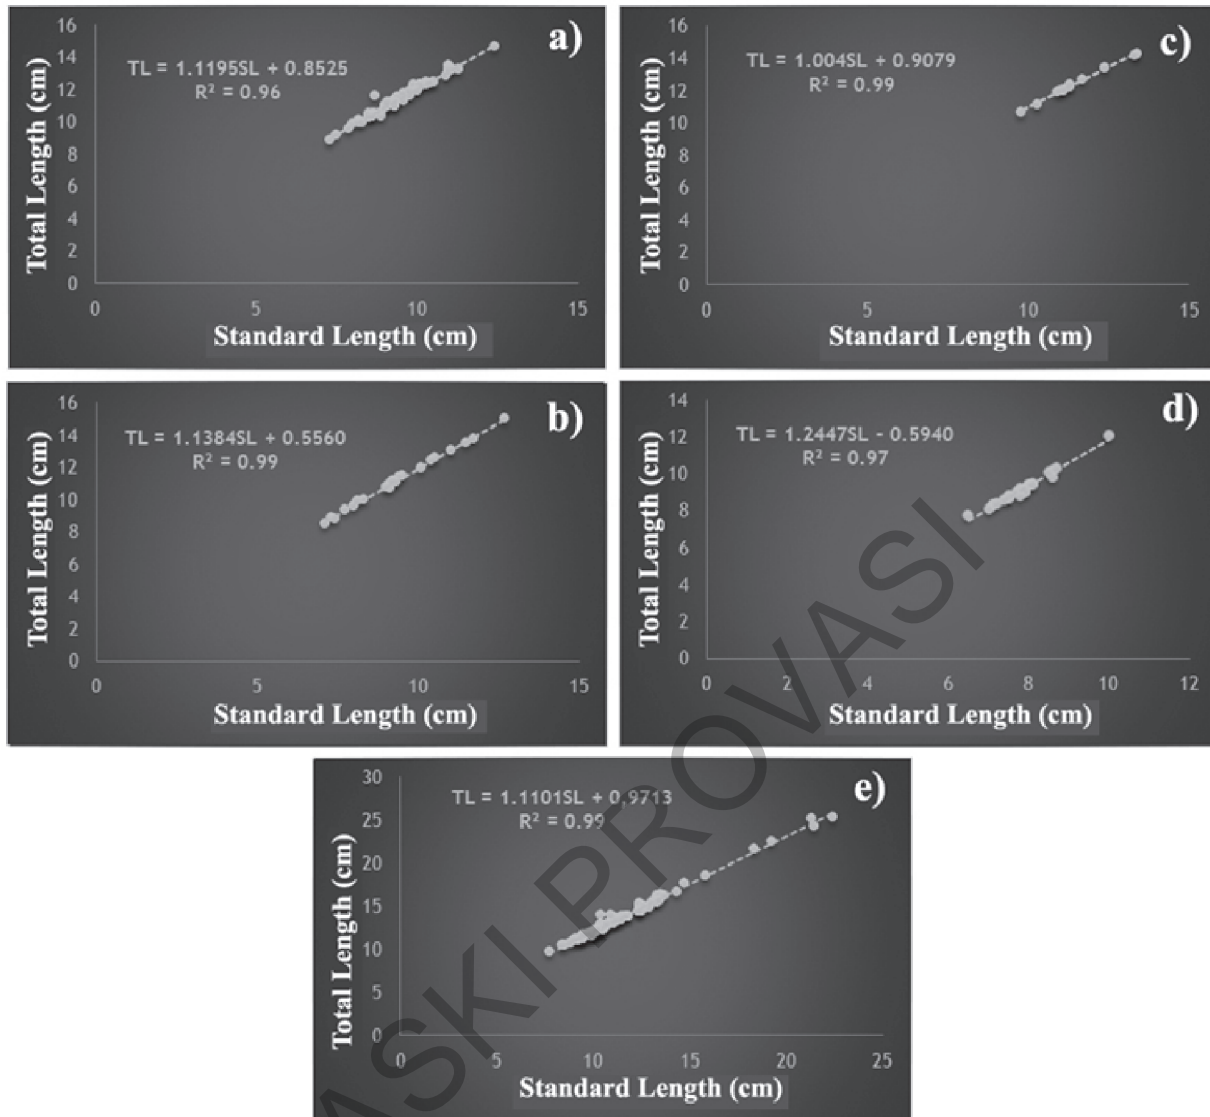 a)
TL = 1.1195SL + 0.8525
R² = 0.96
Total Length (cm)
16
14
12
10
8
6
4
2
0
0 5 10 15
Standard Length (cm)
c)
TL = 1.004SL + 0.9079
R² = 0.99
Total Length (cm)
16
14
12
10
8
6
4
2
0
0 5 10 15
Standard Length (cm)
b)
TL = 1.1384SL + 0.5560
R² = 0.99
Total Length (cm)
16
14
12
10
8
6
4
2
0
0 5 10 15
Standard Length (cm)
d)
TL = 1.2447SL - 0.5940
R² = 0.97
Total Length (cm)
14
12
10
8
6
4
2
0
0 2 4 6 8 10 12
Standard Length (cm)
e)
TL = 1.1101SL + 0,9713
R² = 0.99
Total Length (cm)
30
25
20
15
10
5
0
0 5 10 15 20 25
Standard Length (cm)
ASKI PROVASI